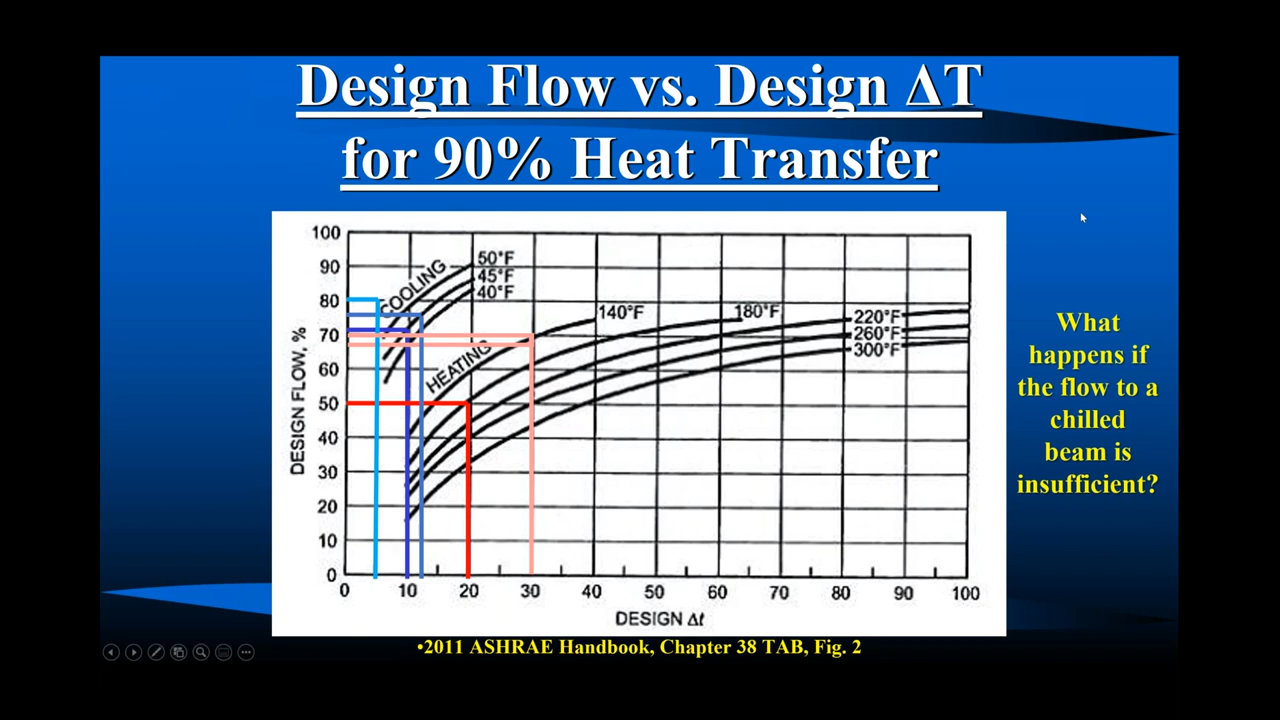 Design Flow vs. Design ΔT
for 90% Heat Transfer
100
90
80
70
60
50
40
30
20
10
0
DESIGN FLOW, %
COOLING
50°F
45°F
40°F
HEATING
140°F
180°F
220°F
260°F
300°F
0 10 20 30 40 50 60 70 80 90 100
DESIGN Δt
What
happens if
the flow to a
chilled
beam is
insufficient?
•2011 ASHRAE Handbook, Chapter 38 TAB, Fig. 2